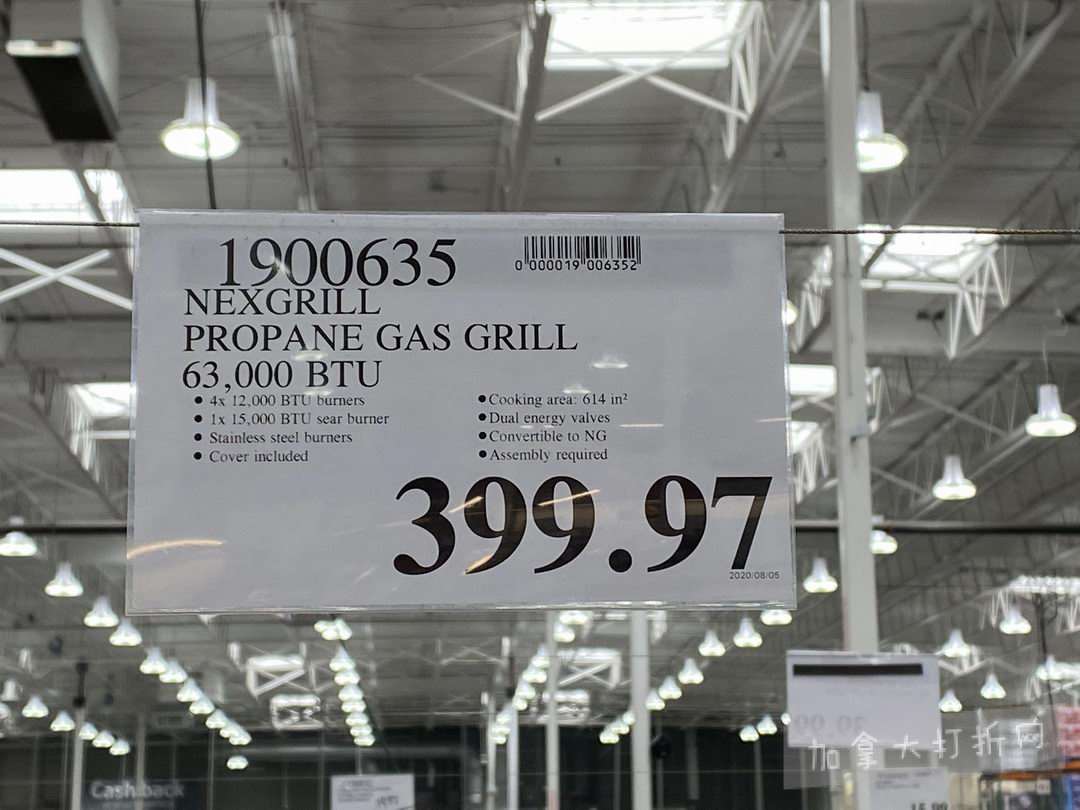 1900635
0 000019 006352
NEXGRILL
PROPANE GAS GRILL
63,000 BTU
• 4x 12,000 BTU burners
• 1x 15,000 BTU sear burner
• Stainless steel burners
• Cover included
• Cooking area: 614 in²
• Dual energy valves
• Convertible to NG
• Assembly required
399.97
2020/08/05
加拿大打折网
Cash back